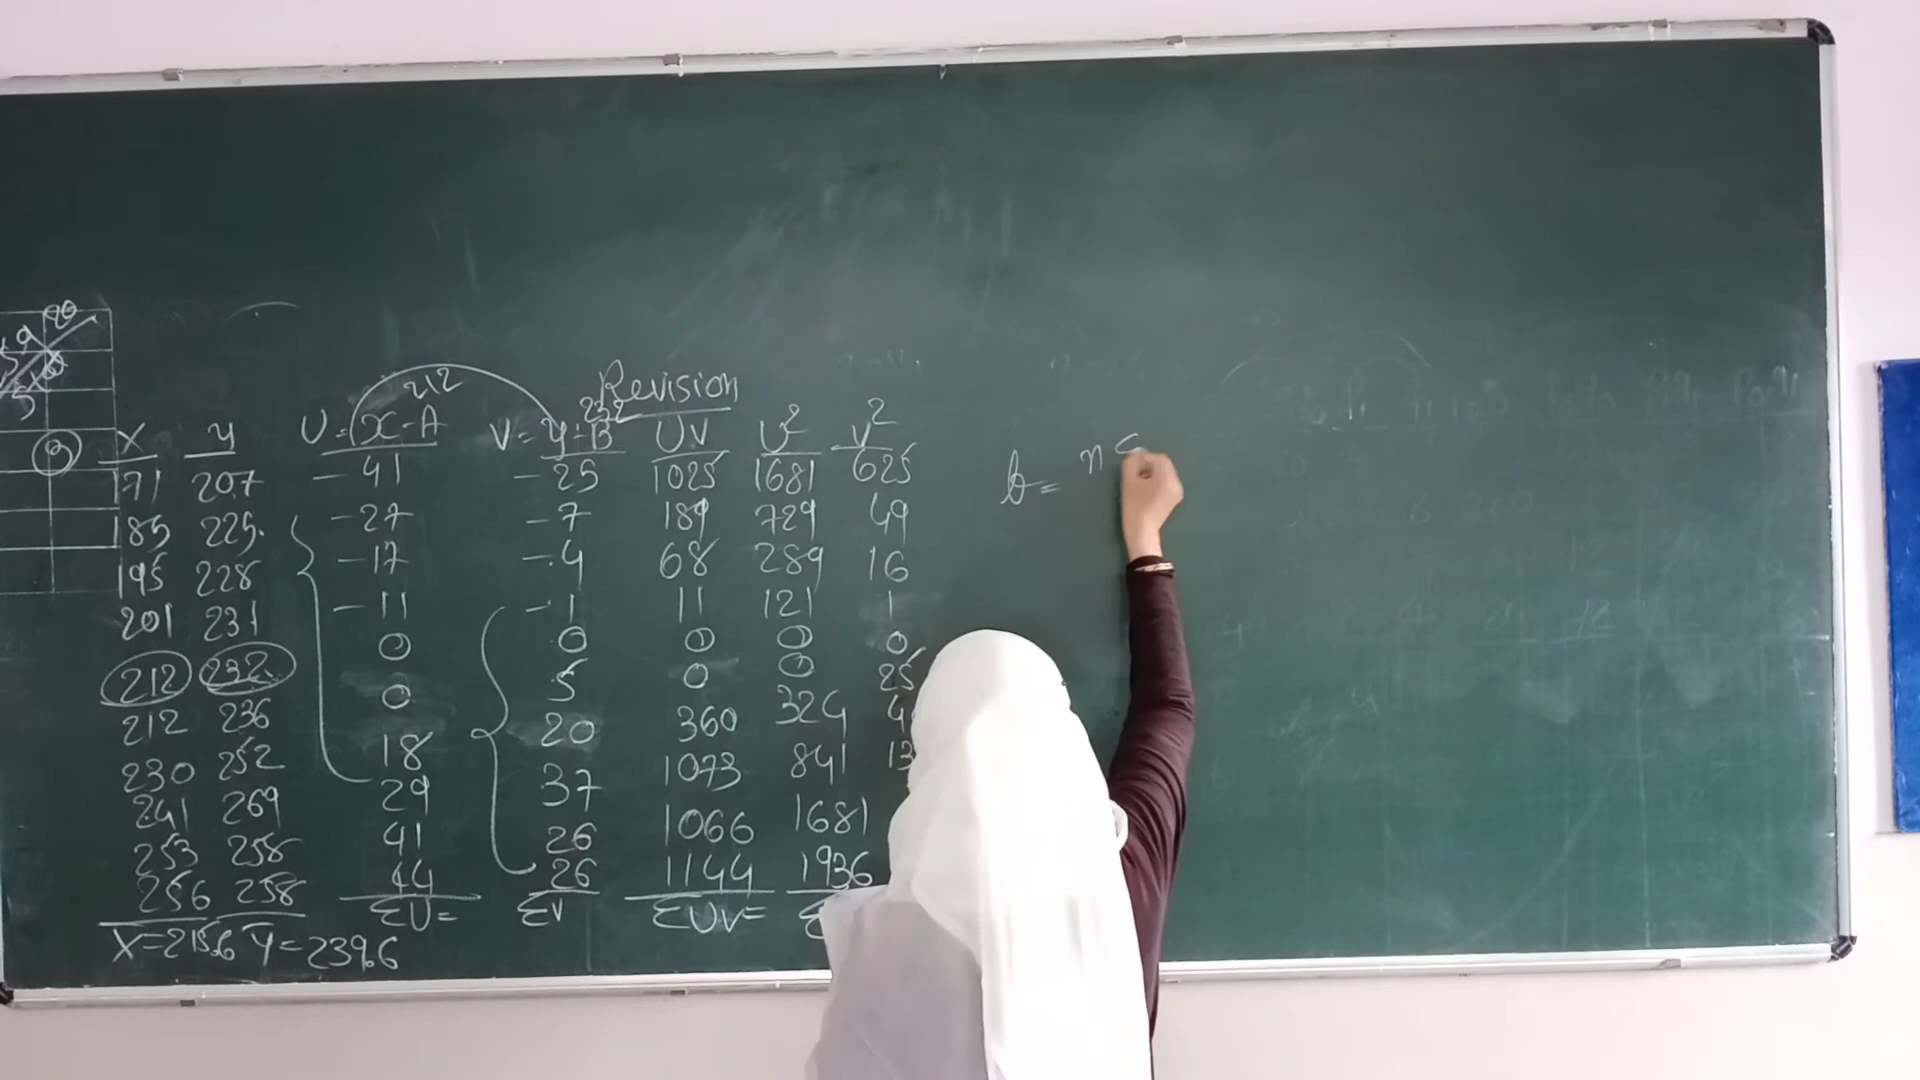 Revision
212 232
X y U = x-A V = y-B UV U² V²
171 207 -41 -25 1025 1681 625
185 225 -27 -7 189 729 49
195 228 -17 -4 68 289 16
201 231 -11 -1 11 121 1
212 232 0 0 0 0 0
212 236 0 5 0 0 25
230 252 18 20 360 324 4
241 269 29 37 1073 841 13
253 258 41 26 1066 1681
256 258 44 26 1144 1936
ΣU= ΣV ΣUV= Σ
X=215.6 Y=239.6
b= n